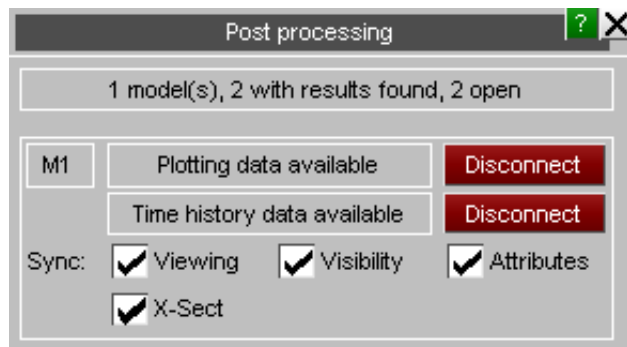 Post processing ?
1 model(s), 2 with results found, 2 open
M1 Plotting data available Disconnect
Time history data available Disconnect
Sync: Viewing Visibility Attributes
X-Sect